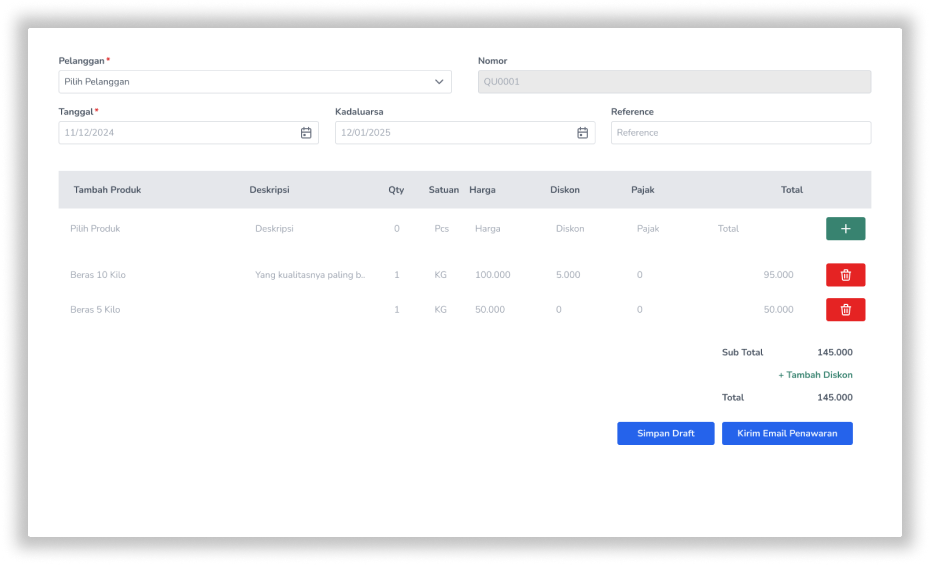 Pelanggan* Nomor
Pilih Pelanggan QU0001
Tanggal* Kadaluarsa Reference
11/12/2024 12/01/2025 Reference
Tambah Produk Deskripsi Qty Satuan Harga Diskon Pajak Total
Pilih Produk Deskripsi 0 Pcs Harga Diskon Pajak Total +
Beras 10 Kilo Yang kualitasnya paling b.. 1 KG 100.000 5.000 0 95.000
Beras 5 Kilo 1 KG 50.000 0 0 50.000
Sub Total 145.000
+ Tambah Diskon
Total 145.000
Simpan Draft Kirim Email Penawaran